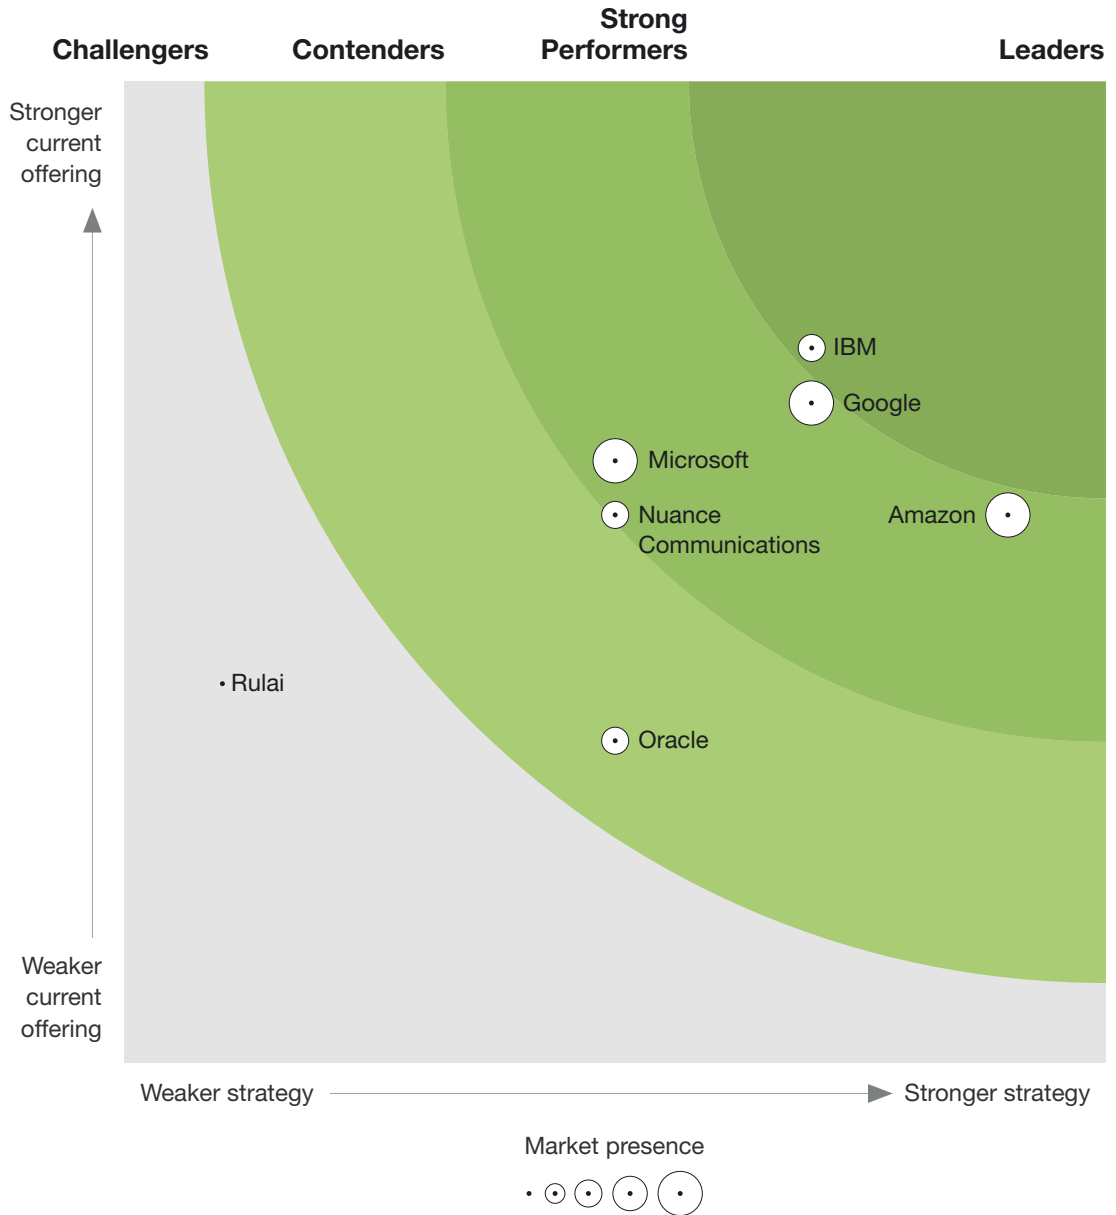 Strong
Challengers Contenders Performers Leaders
Stronger
current
offering
IBM
Google
Microsoft
Nuance
Communications
Amazon
Rulai
Oracle
Weaker
current
offering
Weaker strategy
Stronger strategy
Market presence